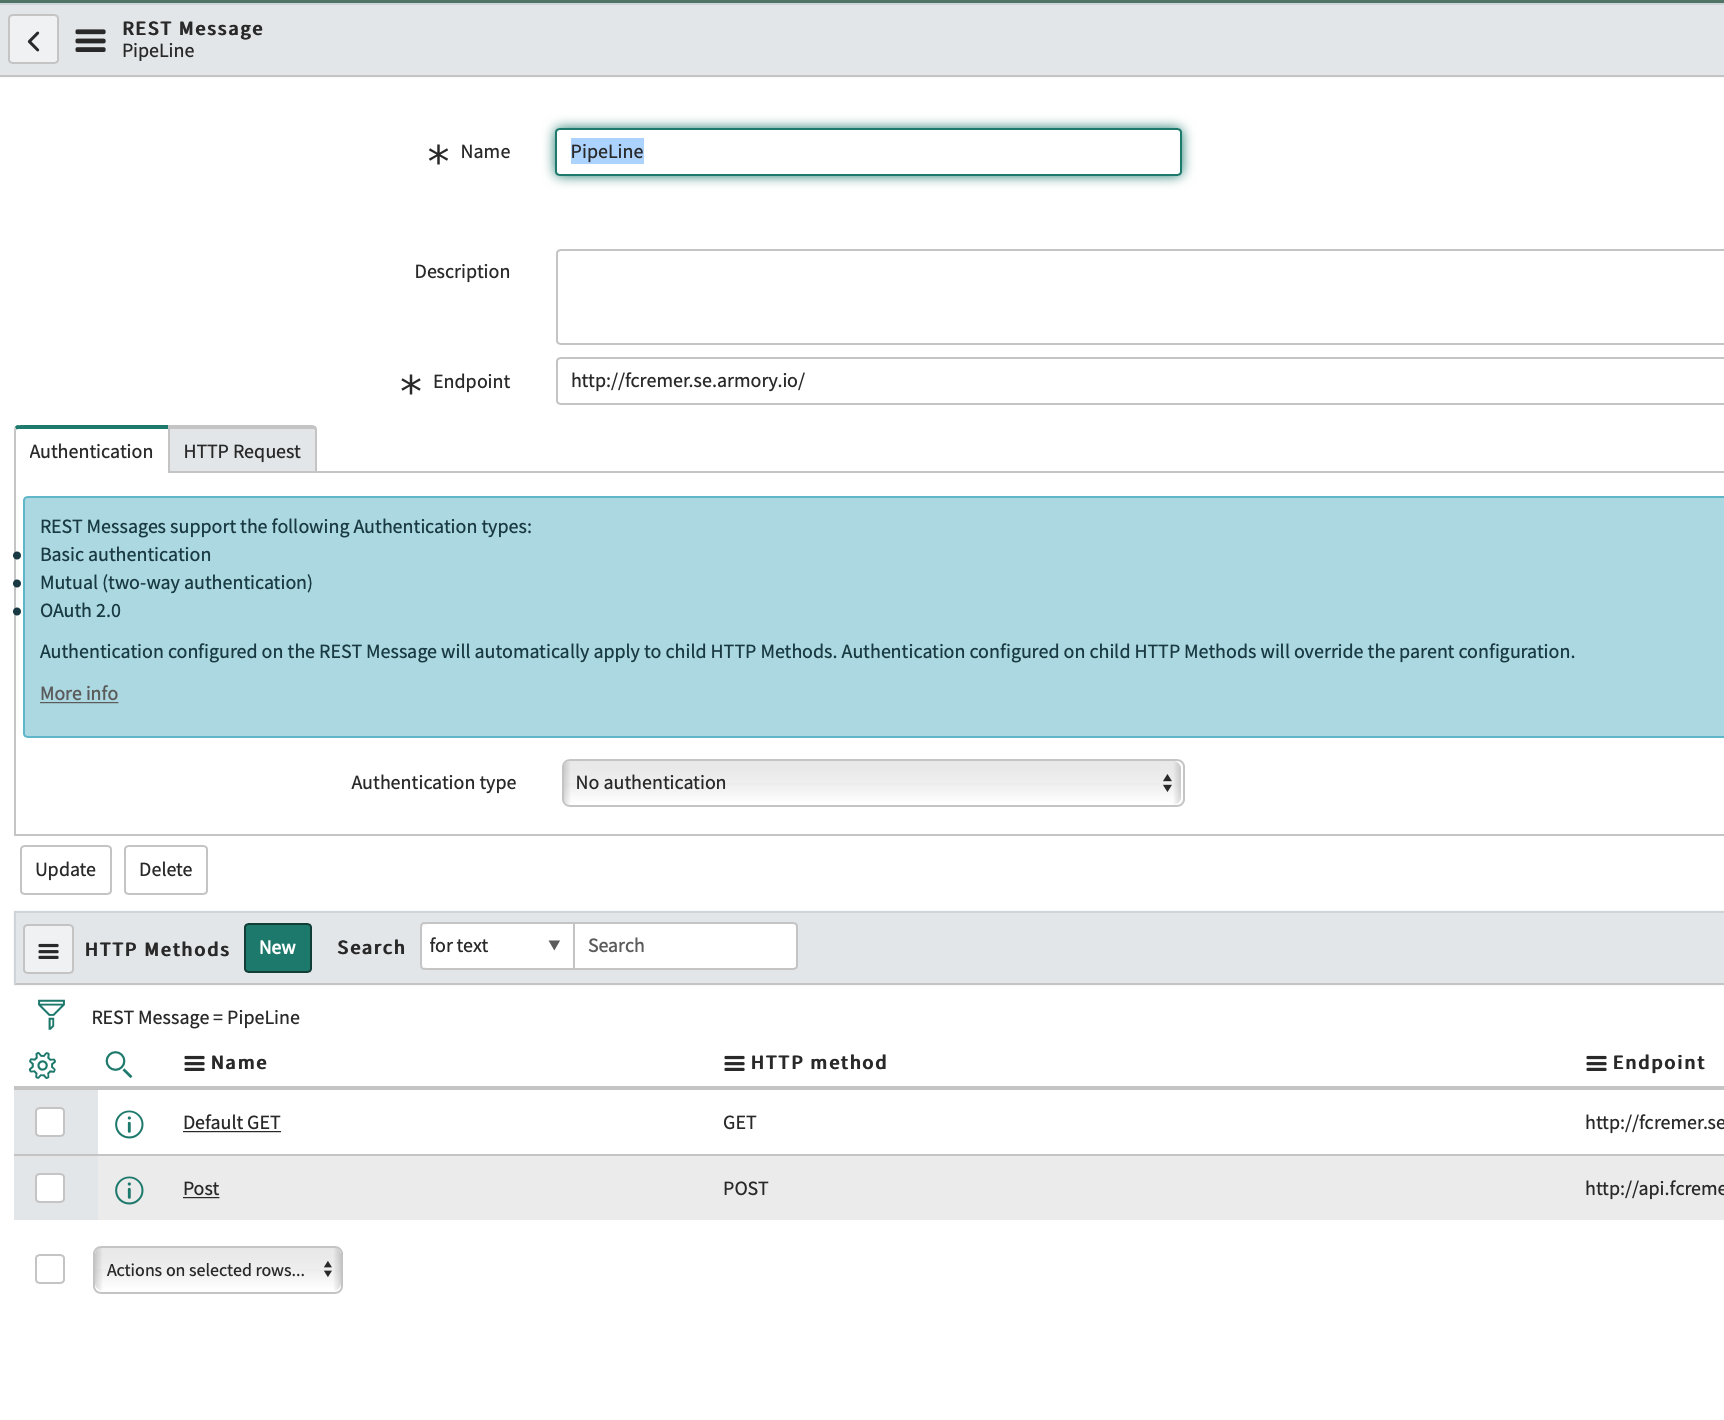 REST Message
PipeLine
Name
PipeLine
Description
Endpoint
http://fcremer.se.armory.io/
Authentication
HTTP Request
REST Messages support the following Authentication types:
Basic authentication
Mutual (two-way authentication)
OAuth 2.0
Authentication configured on the REST Message will automatically apply to child HTTP Methods. Authentication configured on child HTTP Methods will override the parent configuration.
More info
Authentication type
No authentication
Update
Delete
HTTP Methods
New
Search
for text
Search
REST Message = PipeLine
Name
HTTP method
Endpoint
Default GET
GET
http://fcremer.se
Post
POST
http://api.fcreme
Actions on selected rows...